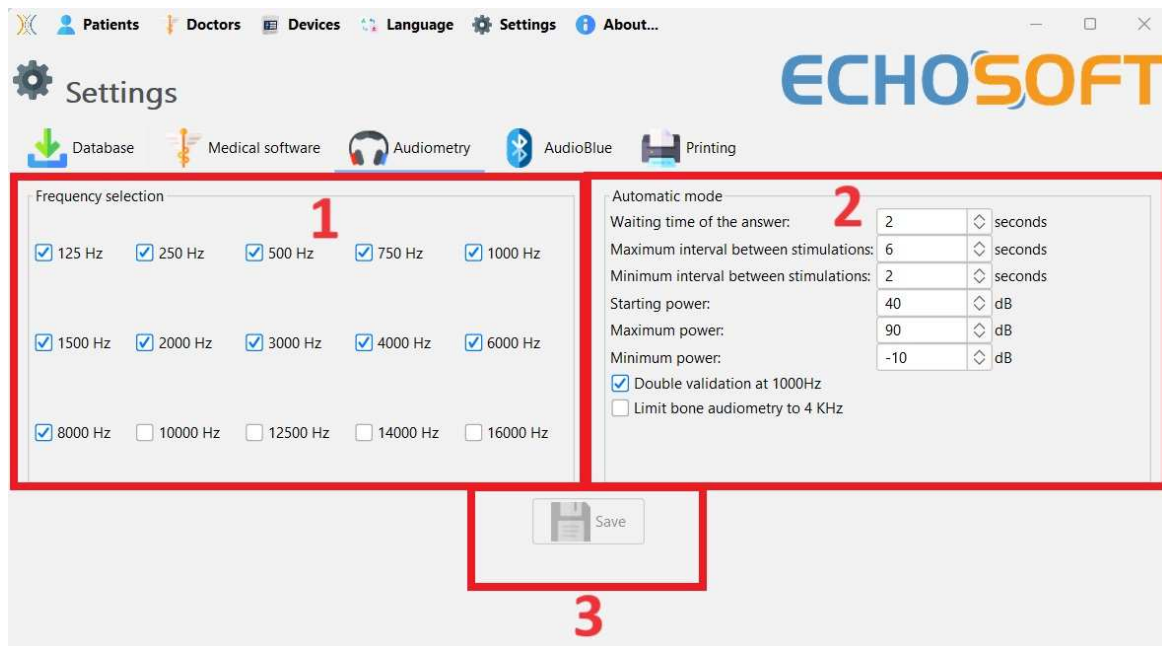 Patients Doctors Devices Language Settings About...
Settings
ECHOSOFT
Database Medical software Audiometry AudioBlue Printing
Frequency selection
1
125 Hz 250 Hz 500 Hz 750 Hz 1000 Hz
1500 Hz 2000 Hz 3000 Hz 4000 Hz 6000 Hz
8000 Hz 10000 Hz 12500 Hz 14000 Hz 16000 Hz
Automatic mode
2
Waiting time of the answer: 2 seconds
Maximum interval between stimulations: 6 seconds
Minimum interval between stimulations: 2 seconds
Starting power: 40 dB
Maximum power: 90 dB
Minimum power: -10 dB
Double validation at 1000Hz
Limit bone audiometry to 4 KHz
Save
3